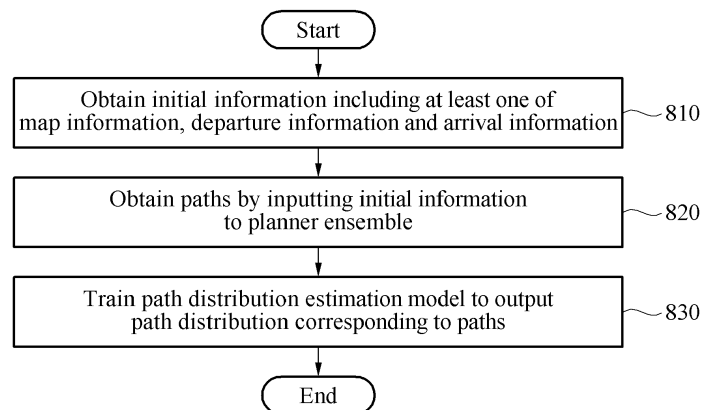 Start
Obtain initial information including at least one of
map information, departure information and arrival information
810
Obtain paths by inputting initial information
to planner ensemble
820
Train path distribution estimation model to output
path distribution corresponding to paths
830
End